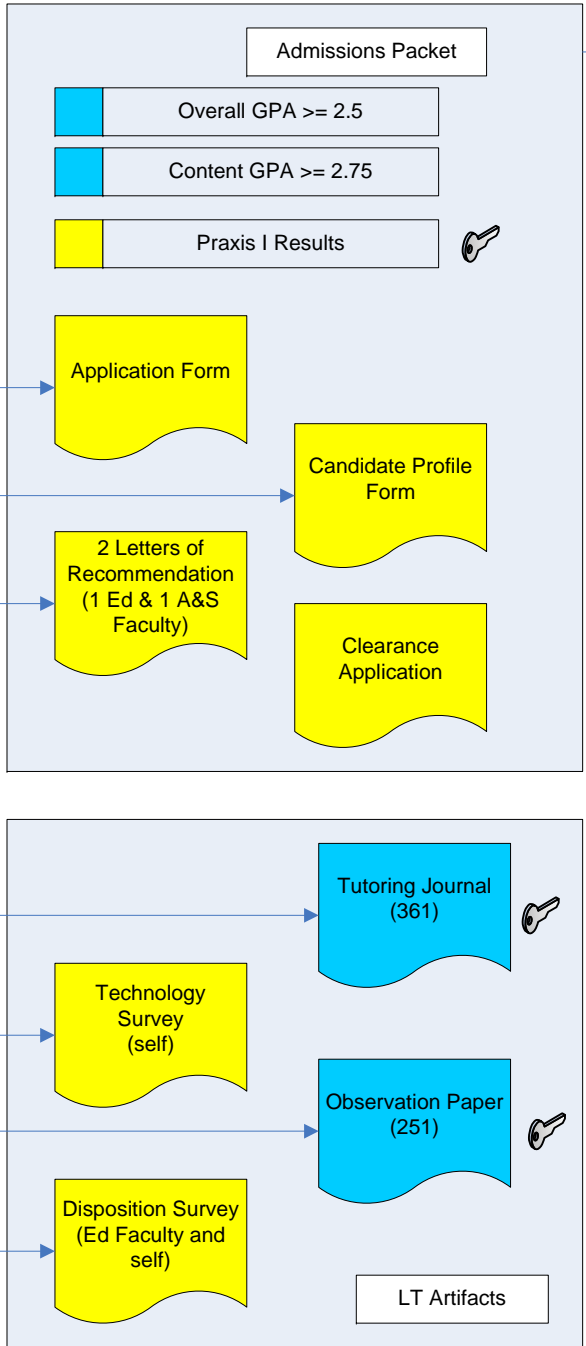 Admissions Packet
Overall GPA >= 2.5
Content GPA >= 2.75
Praxis I Results
Application Form
Candidate Profile
Form
2 Letters of
Recommendation
(1 Ed & 1 A&S
Faculty)
Clearance
Application
Tutoring Journal
(361)
Technology
Survey
(self)
Observation Paper
(251)
Disposition Survey
(Ed Faculty and
self)
LT Artifacts